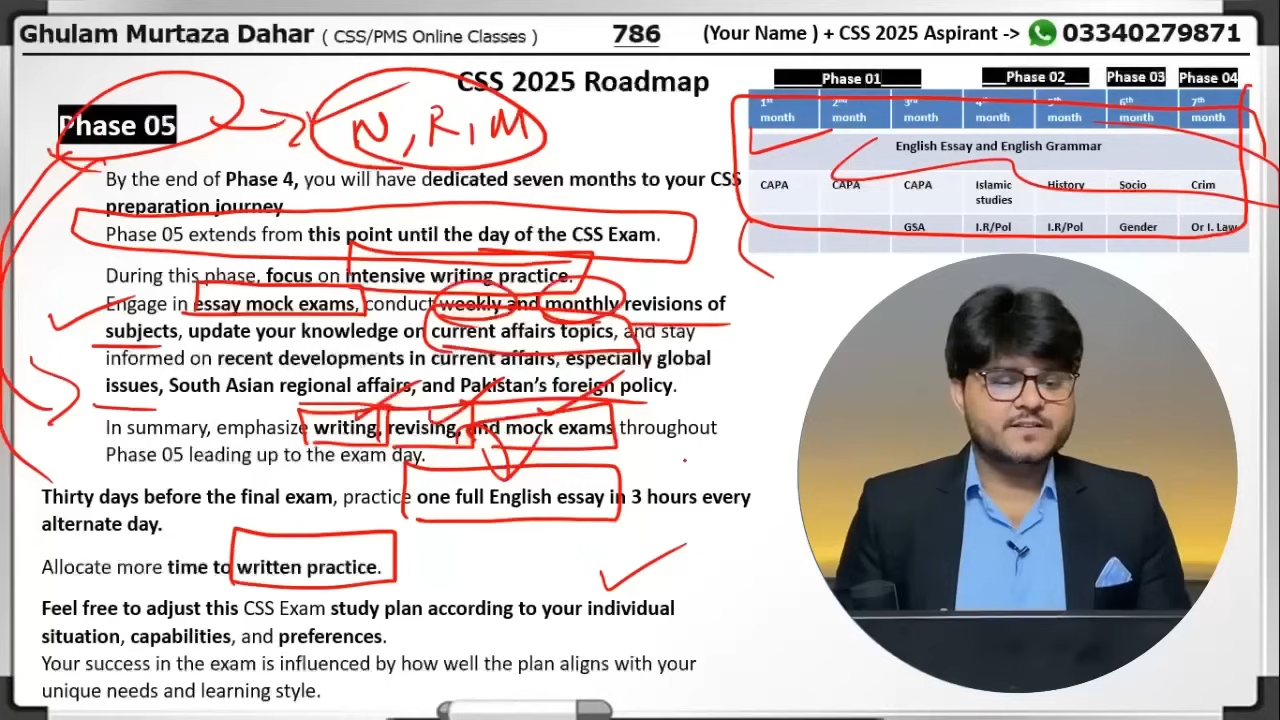 Ghulam Murtaza Dahar ( CSS/PMS Online Classes ) 786 (Your Name ) + CSS 2025 Aspirant -> 03340279871
CSS 2025 Roadmap
Phase 01 Phase 02 Phase 03 Phase 04
1st month 2nd month 3rd month 4th month 5th month 6th month 7th month
English Essay and English Grammar
CAPA CAPA CAPA Islamic studies History Socio Crim
GSA I.R/Pol I.R/Pol Gender Or I. Law
Phase 05
N, R, M
By the end of Phase 4, you will have dedicated seven months to your CSS
preparation journey
Phase 05 extends from this point until the day of the CSS Exam.
During this phase, focus on intensive writing practice.
Engage in essay mock exams, conduct weekly and monthly revisions of
subjects, update your knowledge on current affairs topics, and stay
informed on recent developments in current affairs, especially global
issues, South Asian regional affairs, and Pakistan's foreign policy.
In summary, emphasize writing, revising, and mock exams throughout
Phase 05 leading up to the exam day.
Thirty days before the final exam, practice one full English essay in 3 hours every
alternate day.
Allocate more time to written practice.
Feel free to adjust this CSS Exam study plan according to your individual
situation, capabilities, and preferences.
Your success in the exam is influenced by how well the plan aligns with your
unique needs and learning style.